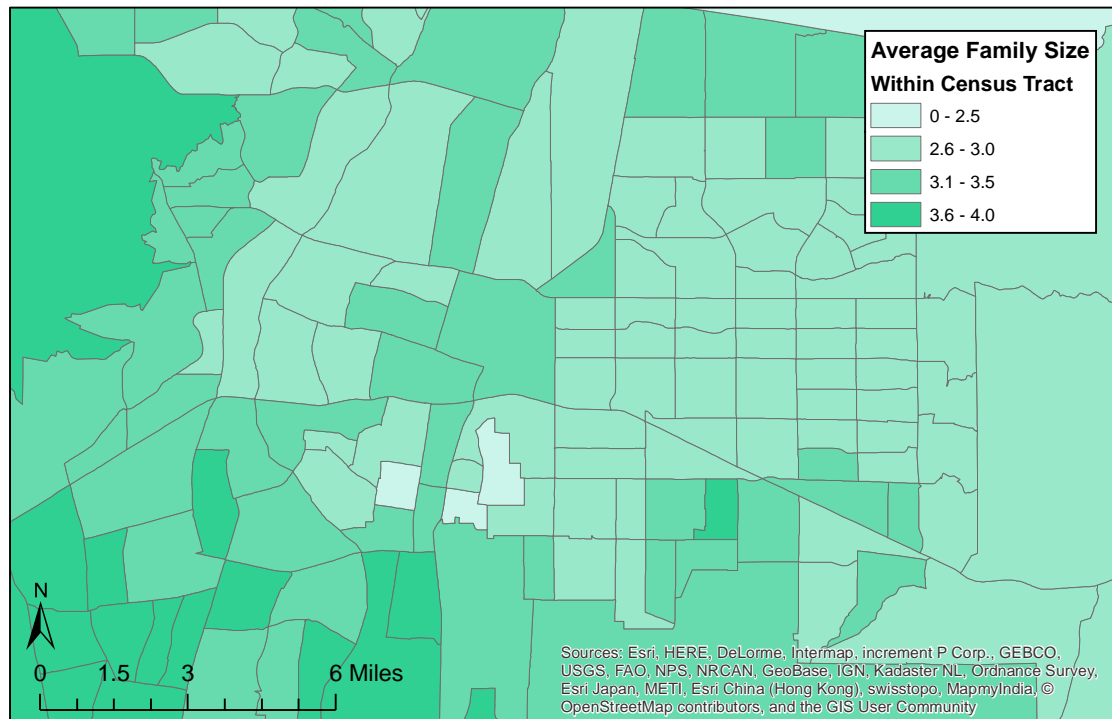 Average Family Size
Within Census Tract
0 - 2.5
2.6 - 3.0
3.1 - 3.5
3.6 - 4.0
N
0 1.5 3 6 Miles
Sources: Esri, HERE, DeLorme, Intermap, increment P Corp., GEBCO,
USGS, FAO, NPS, NRCAN, GeoBase, IGN, Kadaster NL, Ordnance Survey,
Esri Japan, METI, Esri China (Hong Kong), swisstopo, MapmyIndia, ©
OpenStreetMap contributors, and the GIS User Community